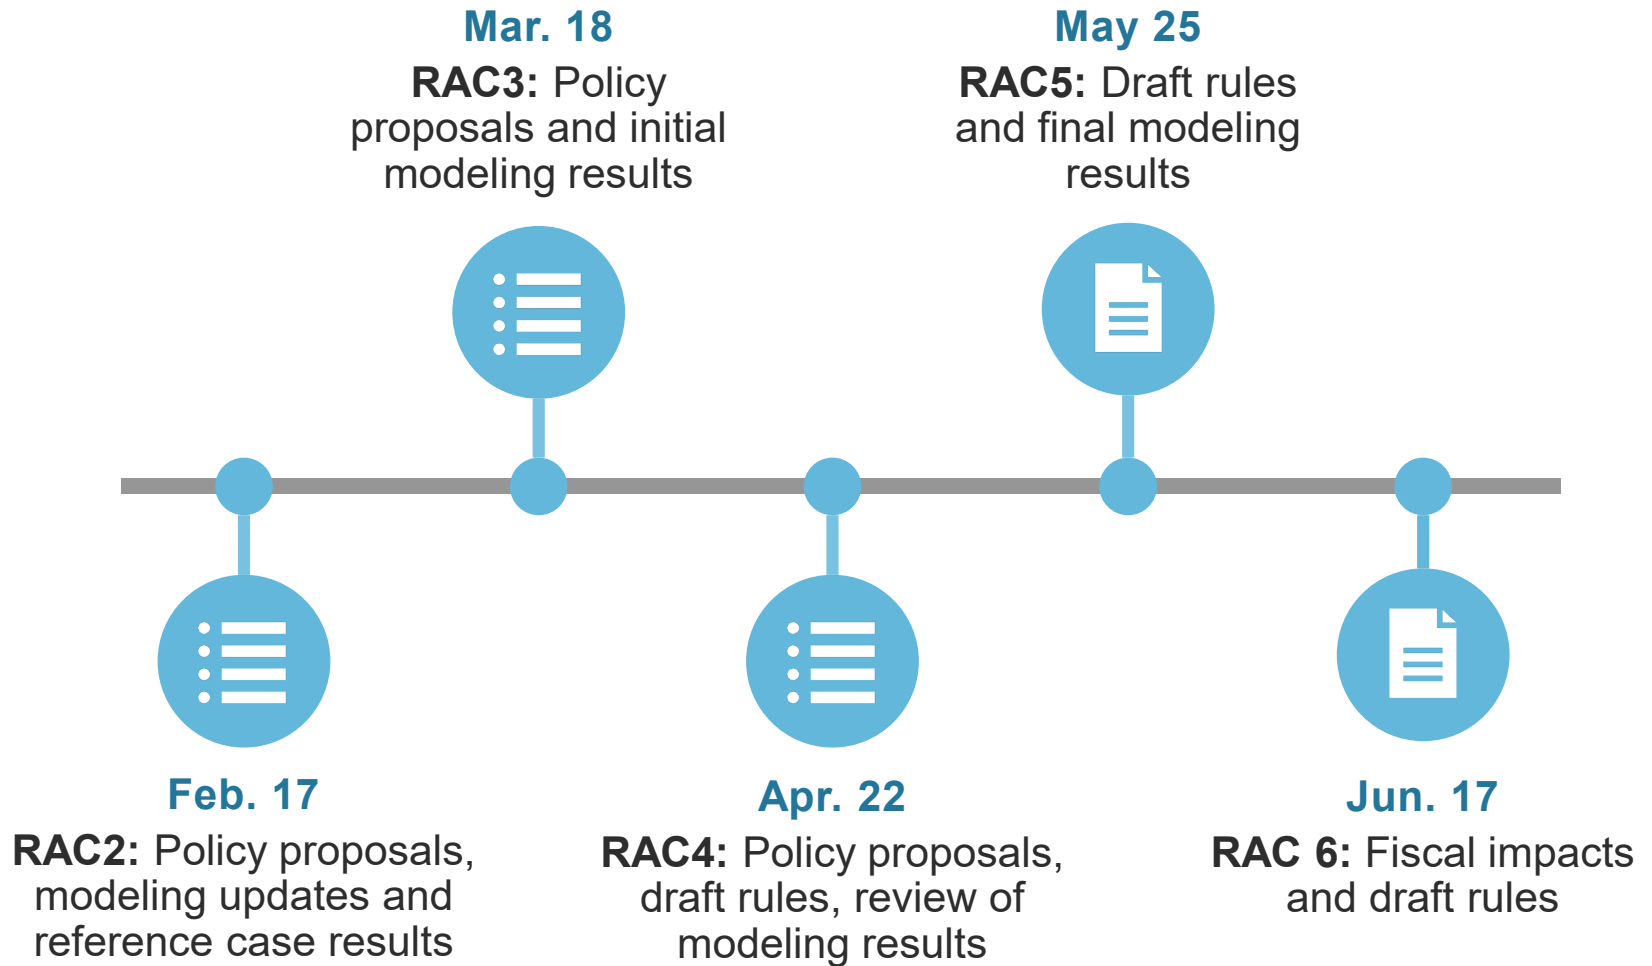 Mar. 18
RAC3: Policy
proposals and initial
modeling results
May 25
RAC5: Draft rules
and final modeling
results
Feb. 17
RAC2: Policy proposals,
modeling updates and
reference case results
Apr. 22
RAC4: Policy proposals,
draft rules, review of
modeling results
Jun. 17
RAC 6: Fiscal impacts
and draft rules